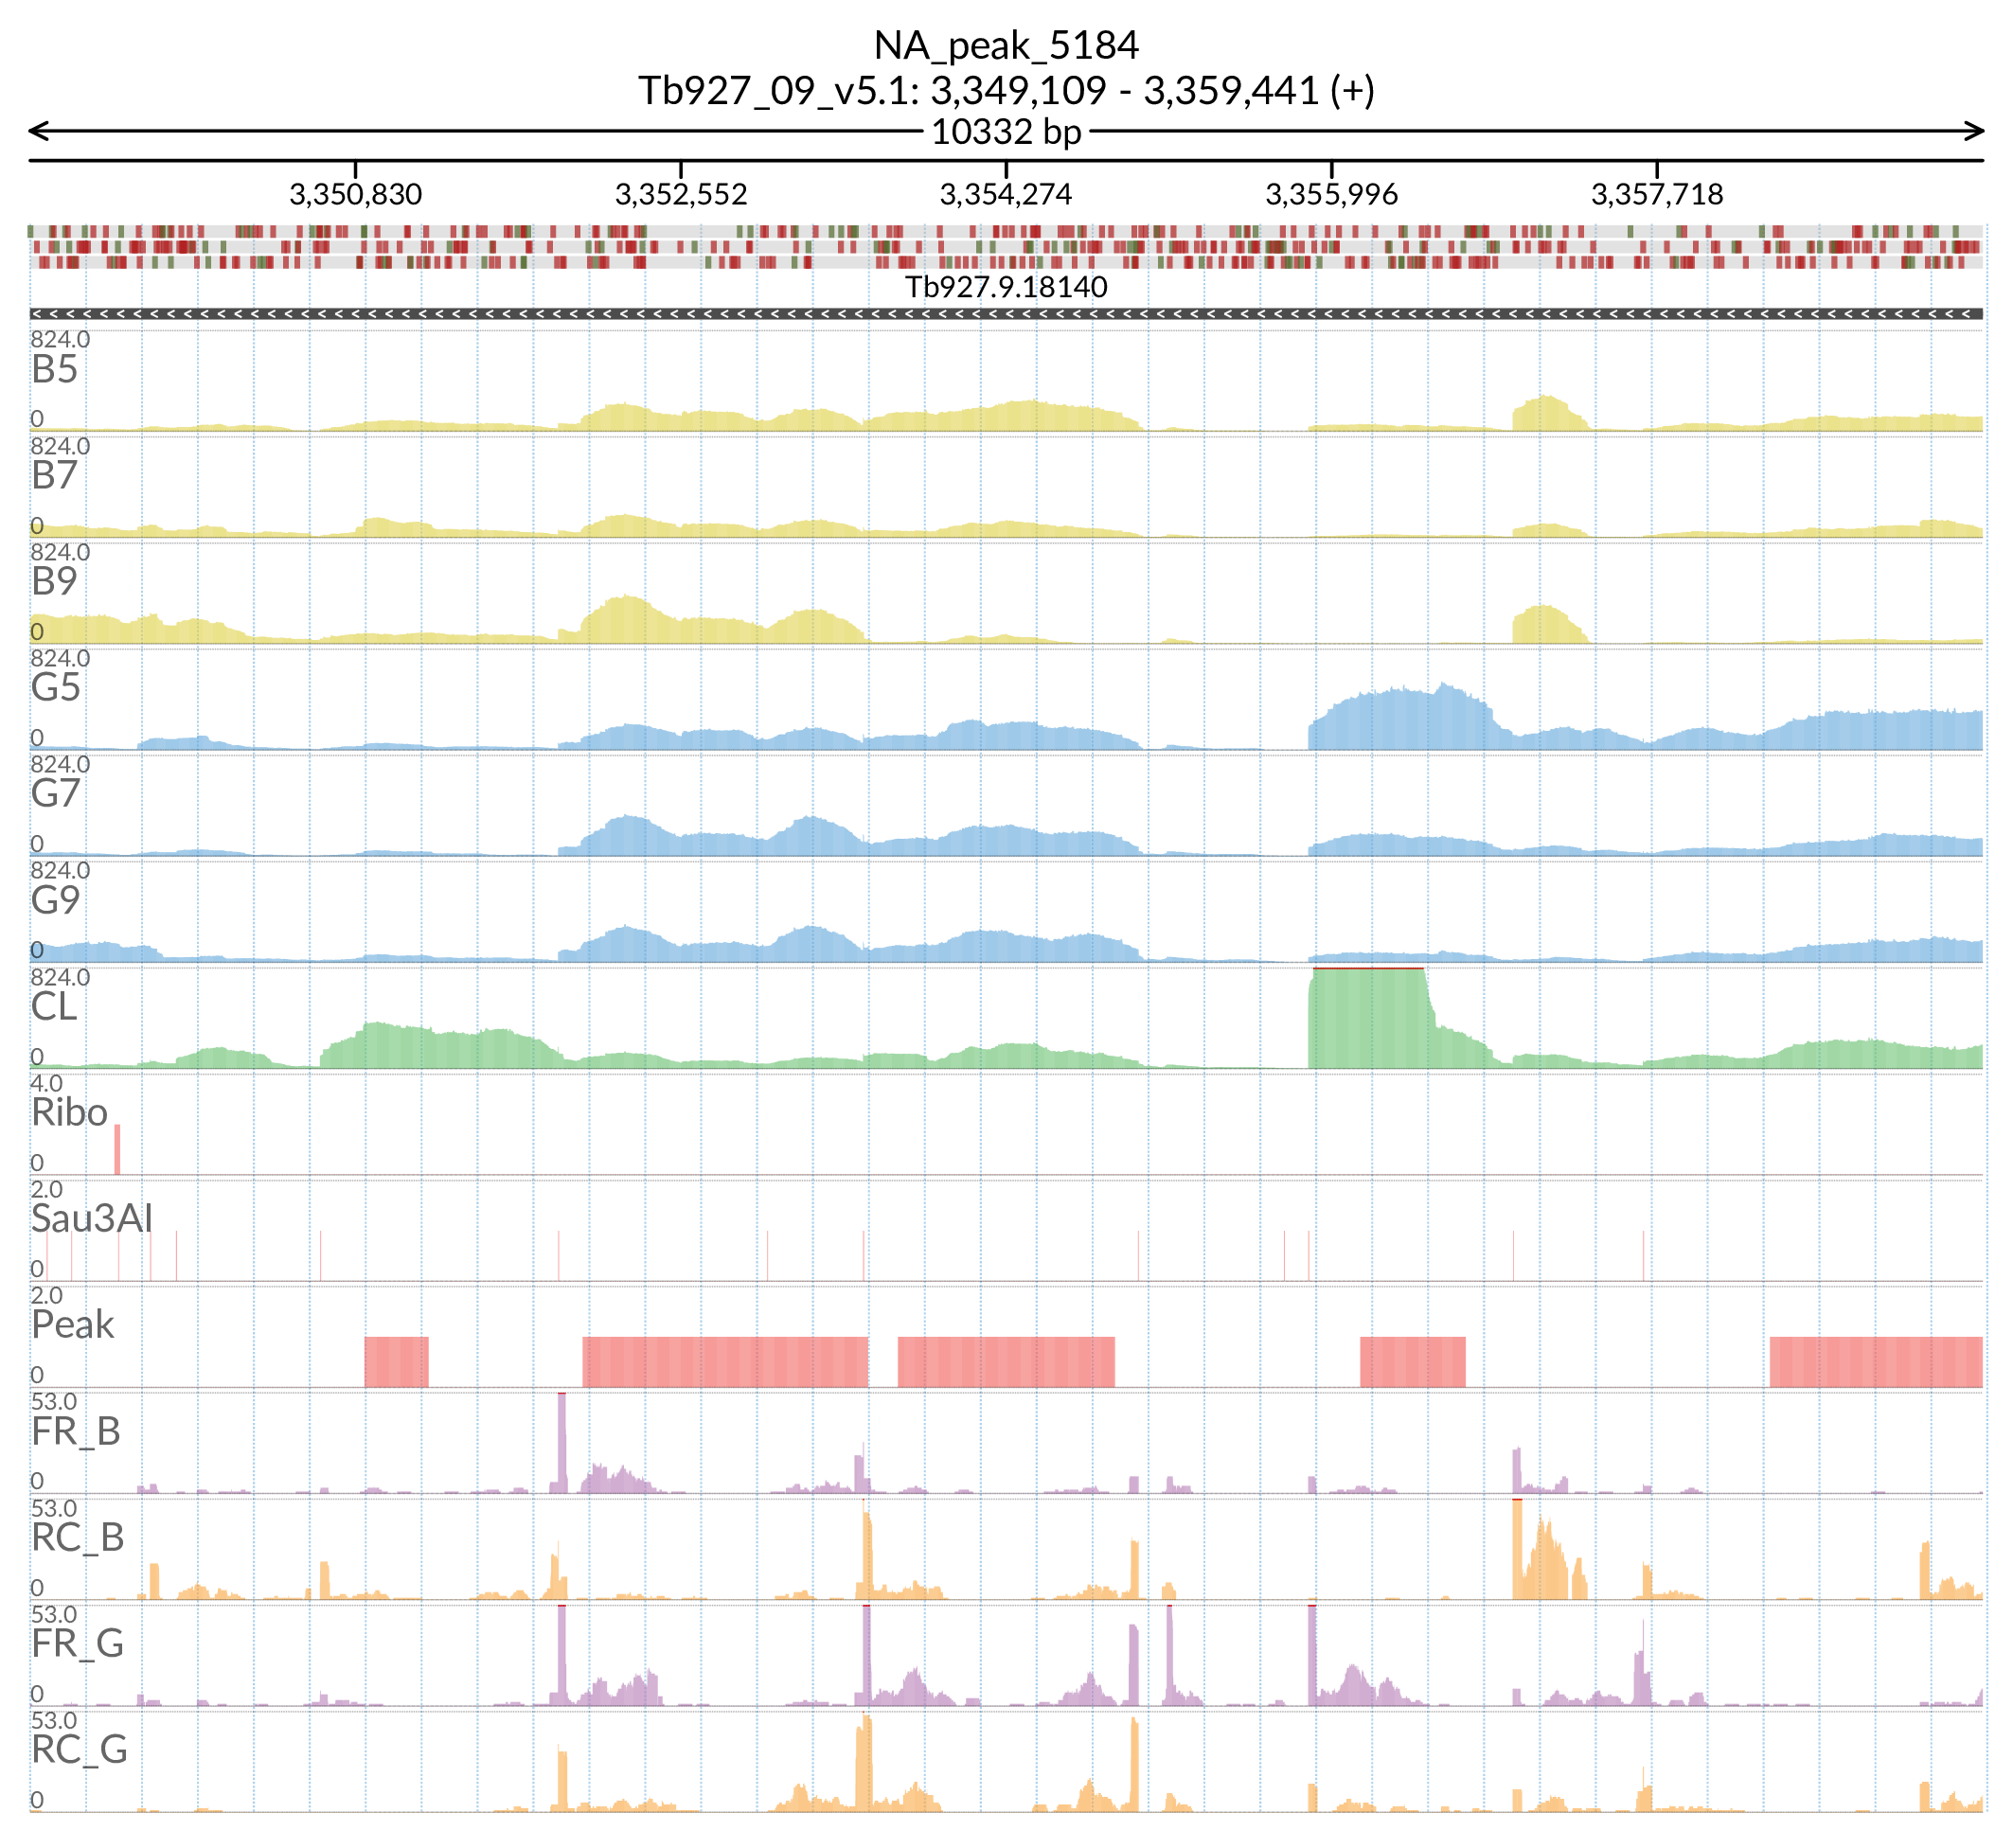 NA_peak_5184
Tb927_09_v5.1: 3,349,109 - 3,359,441 (+)
10332 bp
3,350,830 3,352,552 3,354,274 3,355,996 3,357,718
Tb927.9.18140
824.0
B5
0
824.0
B7
0
824.0
B9
0
824.0
G5
0
824.0
G7
0
824.0
G9
0
824.0
CL
0
4.0
Ribo
0
2.0
Sau3AI
0
2.0
Peak
0
53.0
FR_B
0
53.0
RC_B
0
53.0
FR_G
0
53.0
RC_G
0